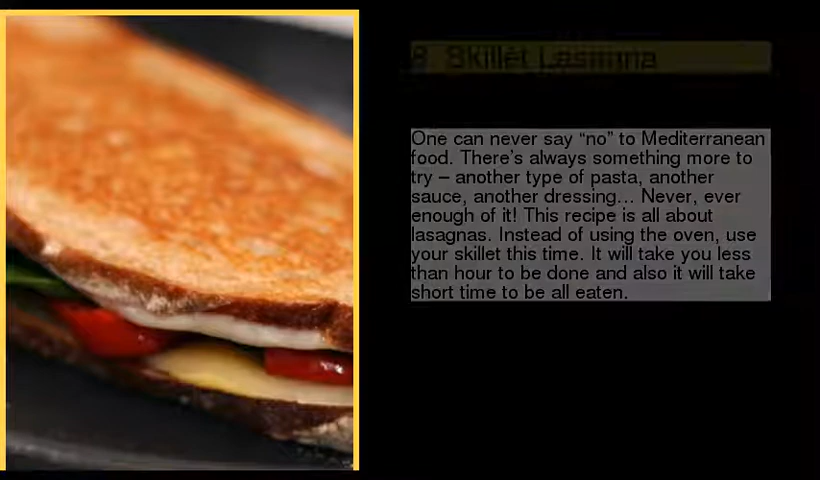 8. Skillet
One can never say “no” to Mediterranean
food. There’s always something more to
try – another type of pasta, another
sauce, another dressing… Never, ever
enough of it! This recipe is all about
lasagnas. Instead of using the oven, use
your skillet this time. It will take you less
than hour to be done and also it will take
short time to be all eaten.